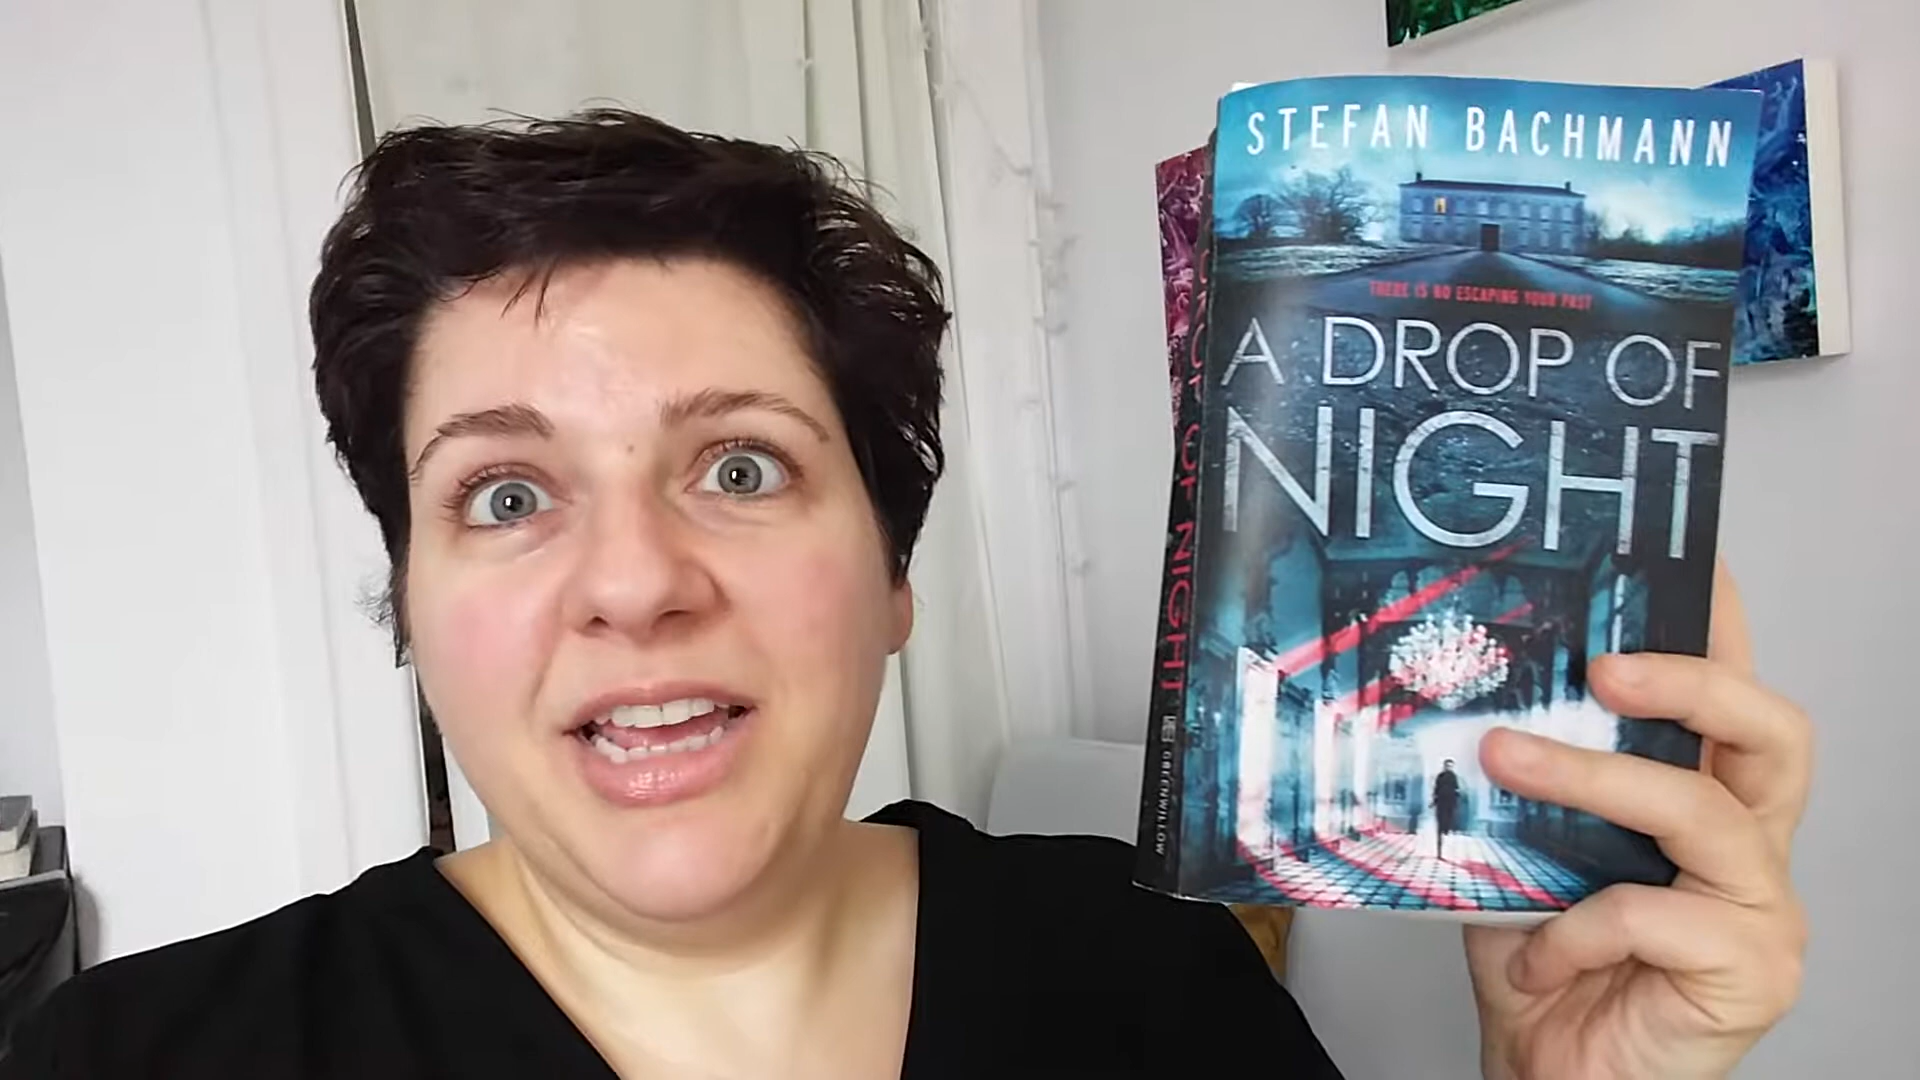 STEFAN BACHMANN
THERE IS NO ESCAPING YOUR PAST
A DROP OF
NIGHT
DROP OF NIGHT
GREENWILLOW